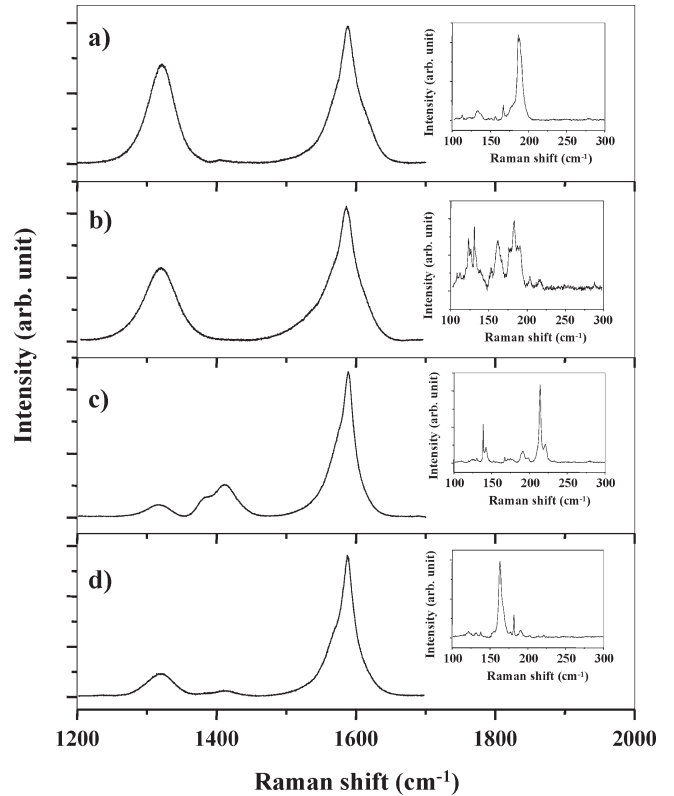 a)
Intensity (arb. unit)
100 150 200 250 300
Raman shift (cm-1)
b)
Intensity (arb. unit)
100 150 200 250 300
Raman shift (cm-1)
c)
Intensity (arb. unit)
100 150 200 250 300
Raman shift (cm-1)
d)
Intensity (arb. unit)
100 150 200 250 300
Raman shift (cm-1)
Intensity (arb. unit)
1200 1400 1600 1800 2000
Raman shift (cm-1)